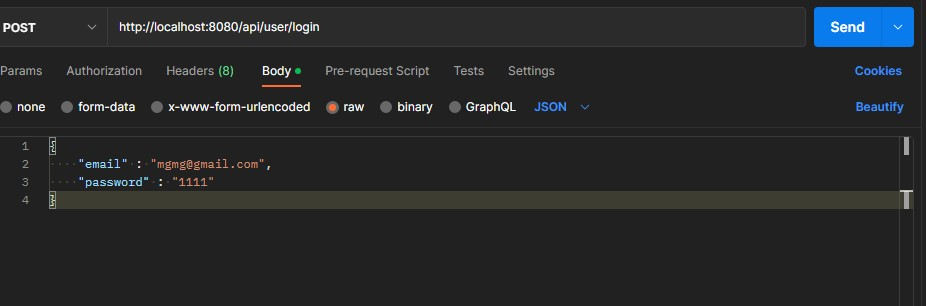 POST http://localhost:8080/api/user/login Send
Params Authorization Headers (8) Body Pre-request Script Tests Settings Cookies
none form-data x-www-form-urlencoded raw binary GraphQL JSON Beautify
1 {
2 "email" : "mgmg@gmail.com",
3 "password" : "1111"
4 }